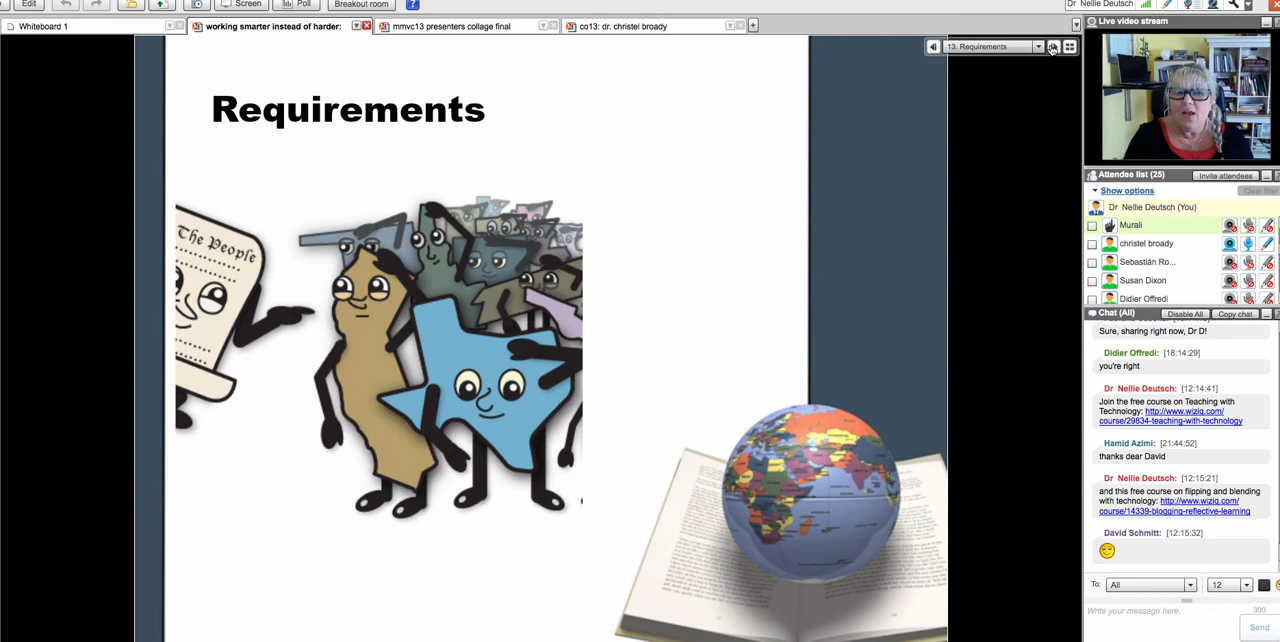 Edit
Screen
Poll
Breakout room
?
Dr Nellie Deutsch
Whiteboard 1
working smarter instead of harder:
mmvc13 presenters collage final
co13: dr. christel broady
13. Requirements
Requirements
The People
Live video stream
Attendee list (25)
Invite attendees
Show options
Clear filter
Dr Nellie Deutsch (You)
Murali
christel broady
Sebastián Ro...
Susan Dixon
Didier Offredi
Chat (All)
Disable All
Copy chat
Sure, sharing right now, Dr D!
Didier Offredi: [18:14:29]
you're right
Dr Nellie Deutsch: [12:14:41]
Join the free course on Teaching with
Technology: http://www.wiziq.com/
course/29834-teaching-with-technology
Hamid Azimi: [21:44:52]
thanks dear David
Dr Nellie Deutsch: [12:15:21]
and this free course on flipping and blending
with technology: http://www.wiziq.com/
course/14339-blogging-reflective-learning
David Schmitt: [12:15:32]
To:
All
12
Write your message here.
300
Send